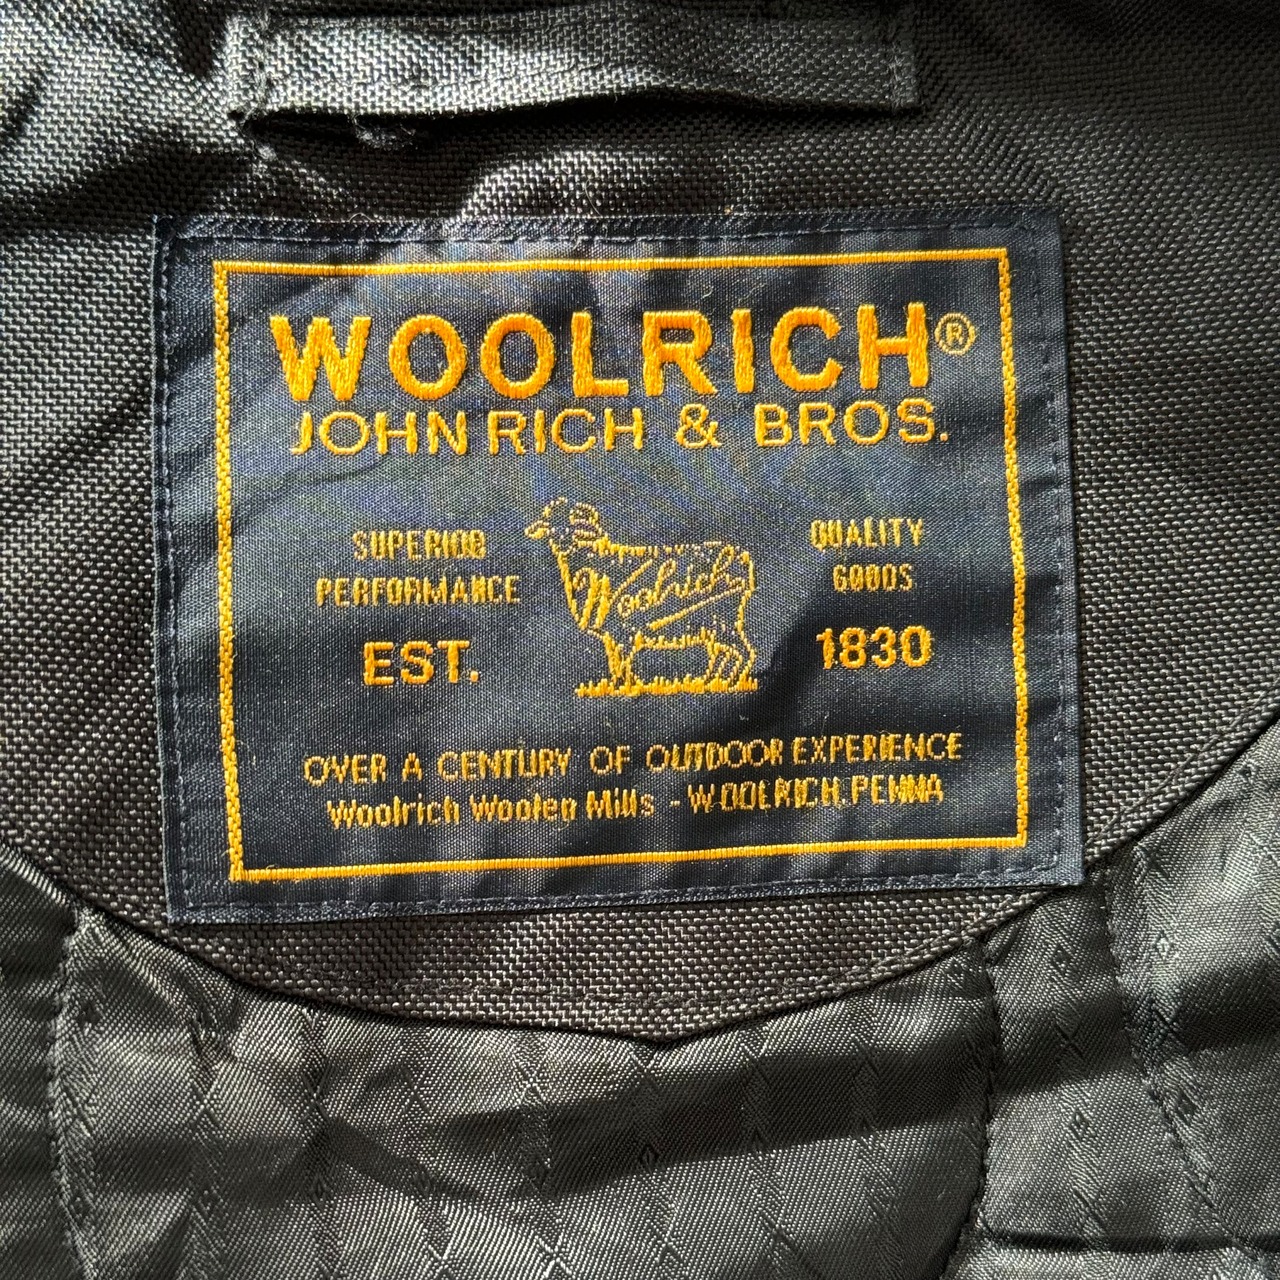 WOOLRICH®
JOHN RICH & BROS.
SUPERIOR PERFORMANCE
Woolrich
QUALITY GOODS
EST. 1830
OVER A CENTURY OF OUTDOOR EXPERIENCE
Woolrich Woolen Mills - WOOLRICH, PENNA